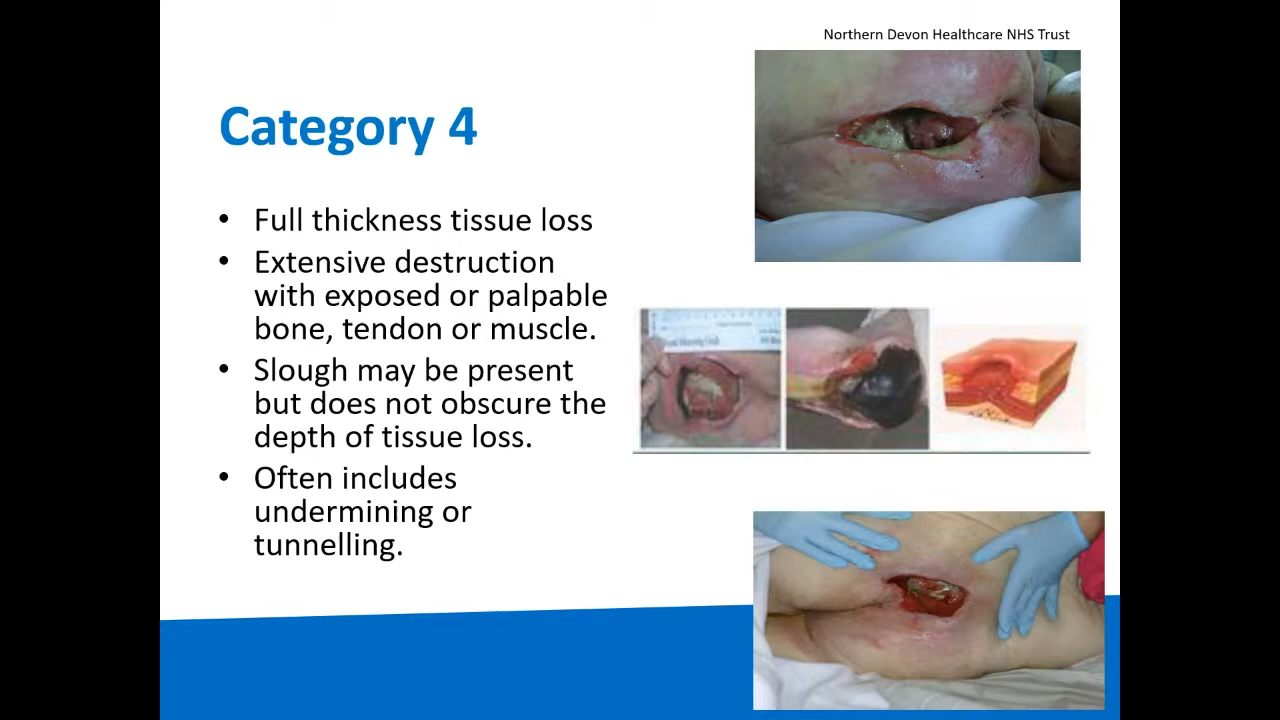 Northern Devon Healthcare NHS Trust
Category 4
• Full thickness tissue loss
• Extensive destruction
with exposed or palpable
bone, tendon or muscle.
• Slough may be present
but does not obscure the
depth of tissue loss.
• Often includes
undermining or
tunnelling.